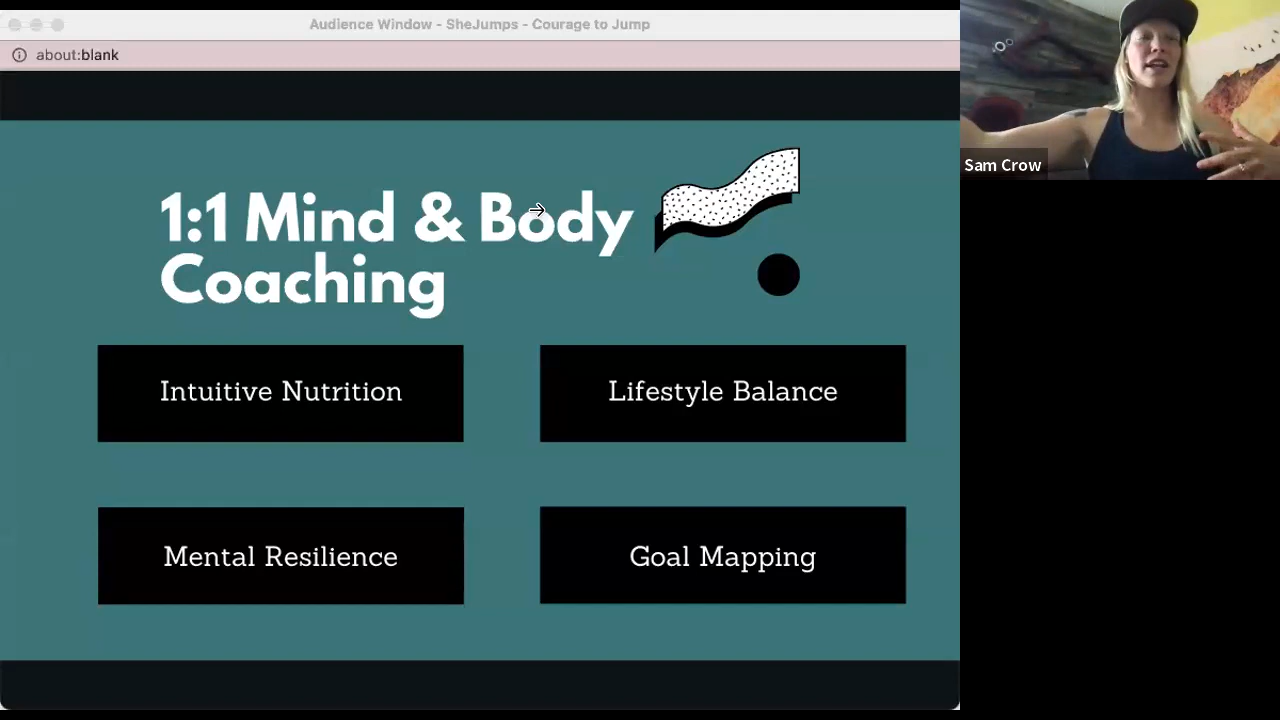 Audience Window - SheJumps - Courage to Jump
about:blank
Sam Crow
1:1 Mind & Body
Coaching
Intuitive Nutrition
Lifestyle Balance
Mental Resilience
Goal Mapping